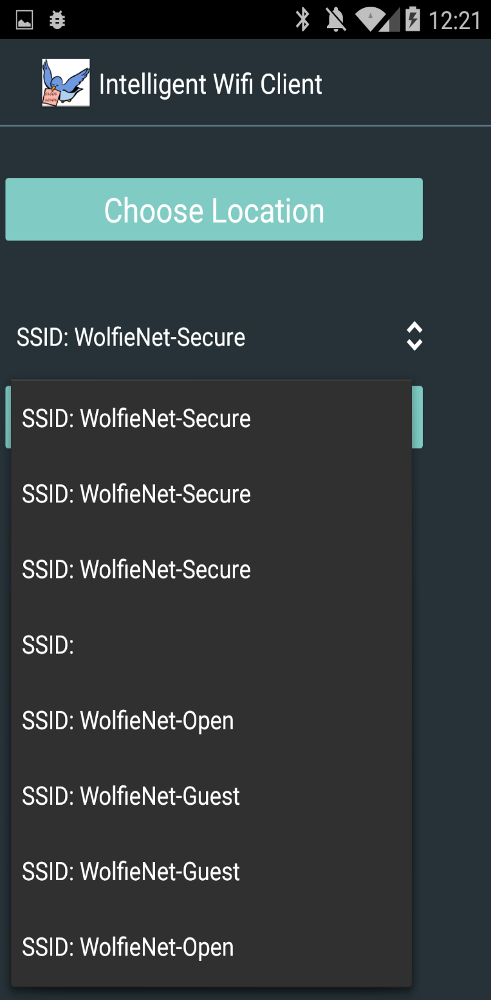 12:21
Intelligent Wifi Client
Choose Location
SSID: WolfieNet-Secure
SSID: WolfieNet-Secure
SSID: WolfieNet-Secure
SSID: WolfieNet-Secure
SSID:
SSID: WolfieNet-Open
SSID: WolfieNet-Guest
SSID: WolfieNet-Guest
SSID: WolfieNet-Open